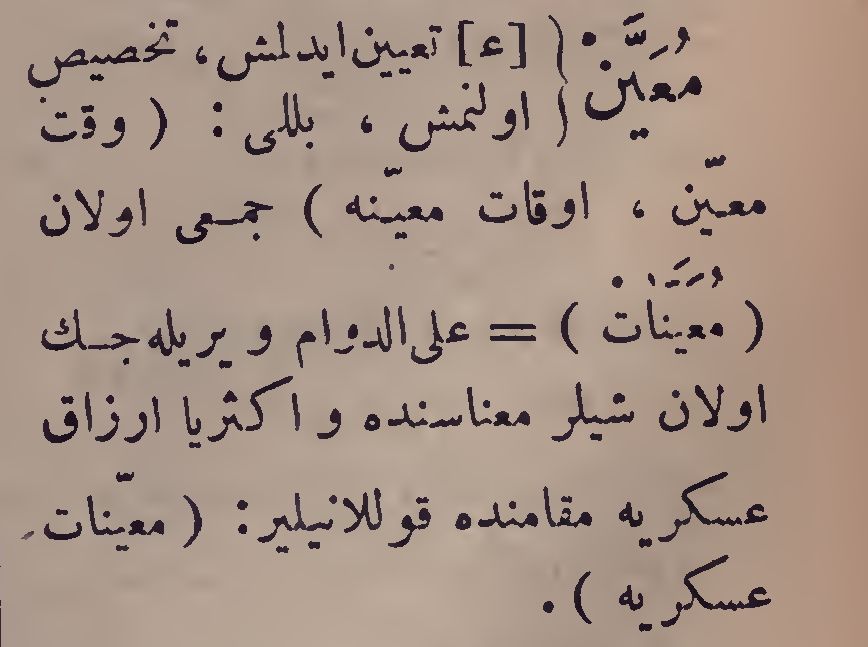 مُعَيَّنْ { [ع] تعيين ايدلمش، تخصيص
اولنمش ، بللى : ( وقت
معيّن ، اوقات معيّنه ) جمعى اولان
( مُعَيَّنَاتْ ) = على الدوام ويريله جك
اولان شيلر معناسنده و اكثريا ارزاق
عسكريه مقامنده قوللانيلير: ( معيّنات
عسكريه ).